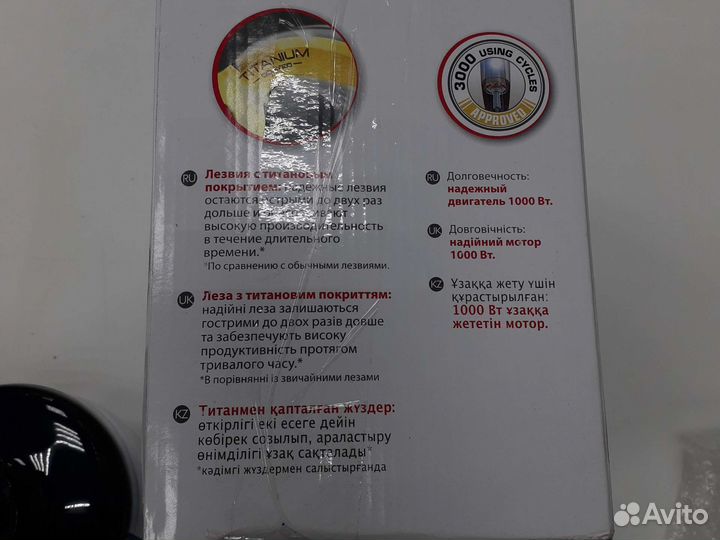 TITANIUM
3000 USING CYCLES
APPROVED
RU Лезвия с титановым
покрытием: надежные лезвия
остаются острыми до двух раз
дольше и обеспечивают
высокую производительность
в течение длительного
времени.*
*По сравнению с обычными лезвиями.
UK Леза з титановим покриттям:
надійні леза залишаються
гострими до двох разів довше
та забезпечують високу
продуктивність протягом
тривалого часу.*
*В порівнянні із звичайними лезами
KZ Титанмен қапталған жүздер:
өткірлігі екі есеге дейін
көбірек созылып, араластыру
өнімділігі ұзақ сақталады*
*кәдімгі жүздермен салыстырғанда
RU Долговечность:
надежный
двигатель 1000 Вт.
UK Довговічність:
надійний мотор
1000 Вт.
KZ Ұзаққа жету үшін
құрастырылған:
1000 Вт ұзаққа
жететін мотор.
Avito